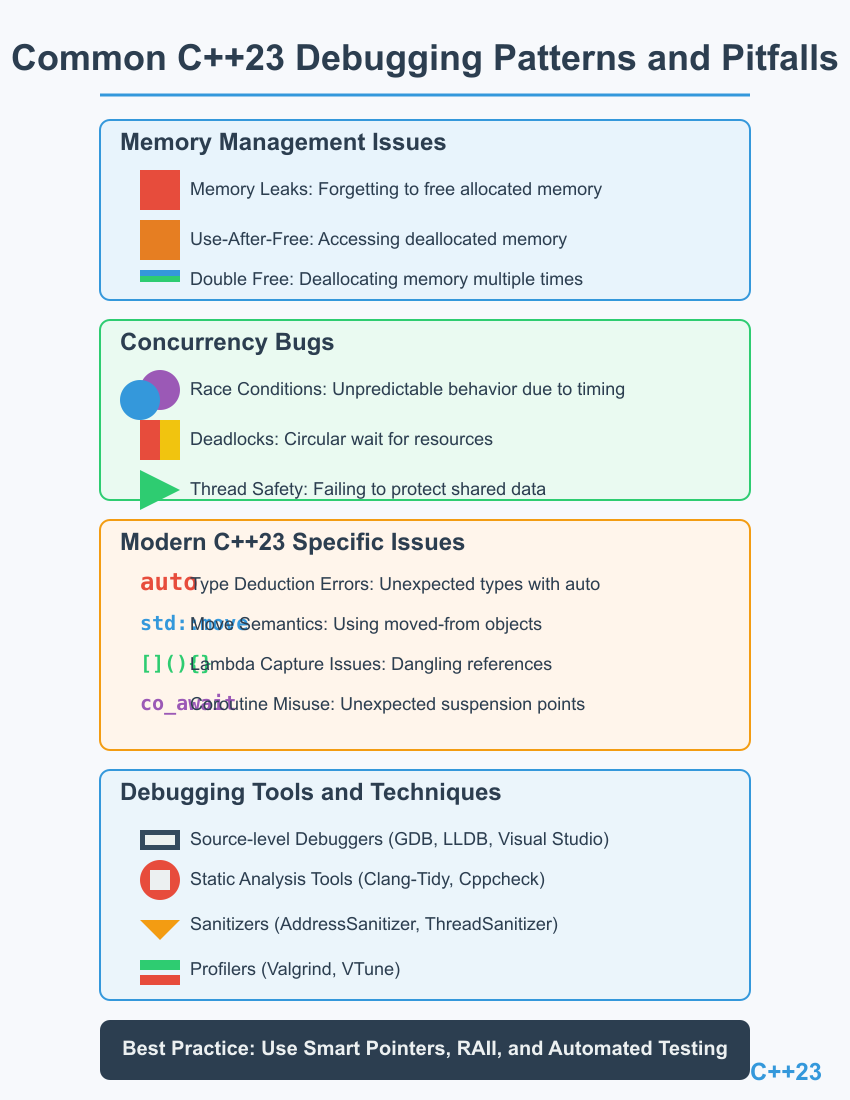 Common C++23 Debugging Patterns and Pitfalls
Memory Management Issues
Memory Leaks: Forgetting to free allocated memory
Use-After-Free: Accessing deallocated memory
Double Free: Deallocating memory multiple times
Concurrency Bugs
Race Conditions: Unpredictable behavior due to timing
Deadlocks: Circular wait for resources
Thread Safety: Failing to protect shared data
Modern C++23 Specific Issues
auto Type Deduction Errors: Unexpected types with auto
std::move Move Semantics: Using moved-from objects
[](){} Lambda Capture Issues: Dangling references
co_await Coroutine Misuse: Unexpected suspension points
Debugging Tools and Techniques
Source-level Debuggers (GDB, LLDB, Visual Studio)
Static Analysis Tools (Clang-Tidy, Cppcheck)
Sanitizers (AddressSanitizer, ThreadSanitizer)
Profilers (Valgrind, VTune)
Best Practice: Use Smart Pointers, RAII, and Automated Testing
C++23